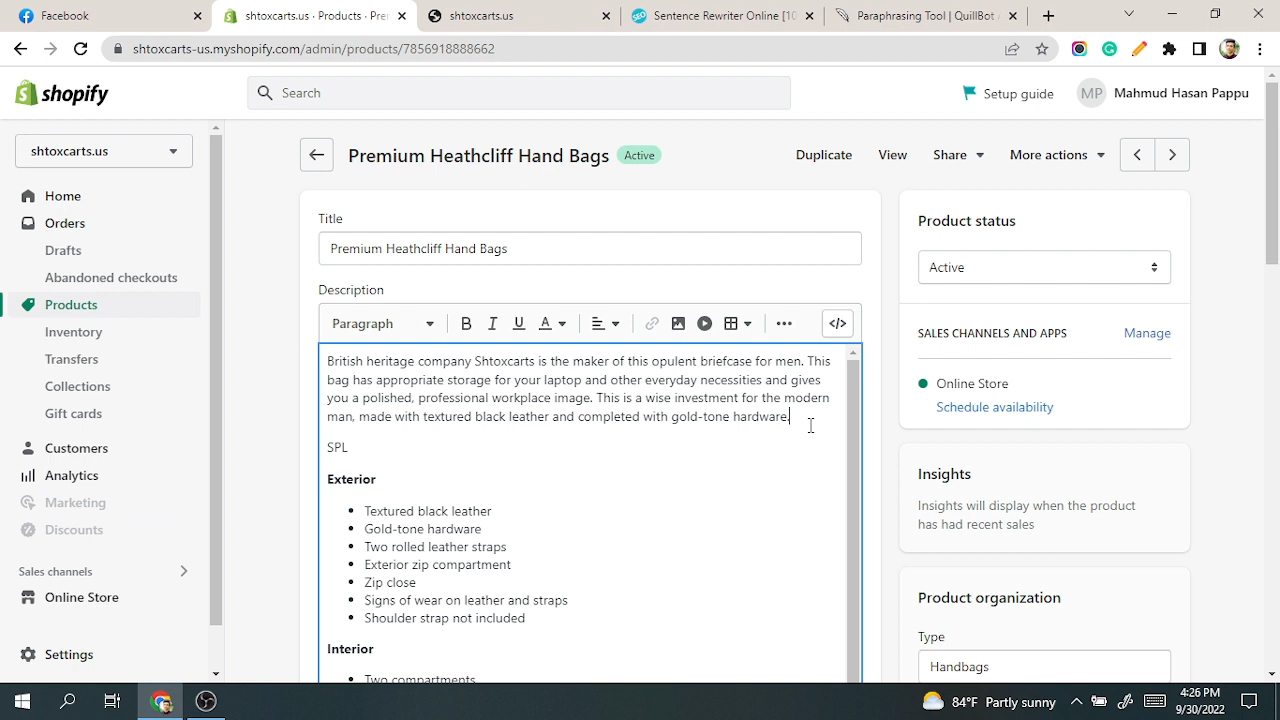 Facebook
shtoxcarts.us · Products · Pre
shtoxcarts.us
Sentence Rewriter Online [10
Paraphrasing Tool | QuillBot A
shtoxcarts-us.myshopify.com/admin/products/7856918888662
shopify
Search
Setup guide
MP
Mahmud Hasan Pappu
shtoxcarts.us
Home
Orders
Drafts
Abandoned checkouts
Products
Inventory
Transfers
Collections
Gift cards
Customers
Analytics
Marketing
Discounts
Sales channels
Online Store
Settings
Premium Heathcliff Hand Bags
Active
Duplicate
View
Share
More actions
Title
Premium Heathcliff Hand Bags
Description
Paragraph
B I U A
</>
British heritage company Shtoxcarts is the maker of this opulent briefcase for men. This
bag has appropriate storage for your laptop and other everyday necessities and gives
you a polished, professional workplace image. This is a wise investment for the modern
man, made with textured black leather and completed with gold-tone hardware.
SPL
Exterior
Textured black leather
Gold-tone hardware
Two rolled leather straps
Exterior zip compartment
Zip close
Signs of wear on leather and straps
Shoulder strap not included
Interior
Two compartments
Product status
Active
SALES CHANNELS AND APPS
Manage
Online Store
Schedule availability
Insights
Insights will display when the product
has had recent sales
Product organization
Type
Handbags
84°F Partly sunny
4:26 PM
9/30/2022